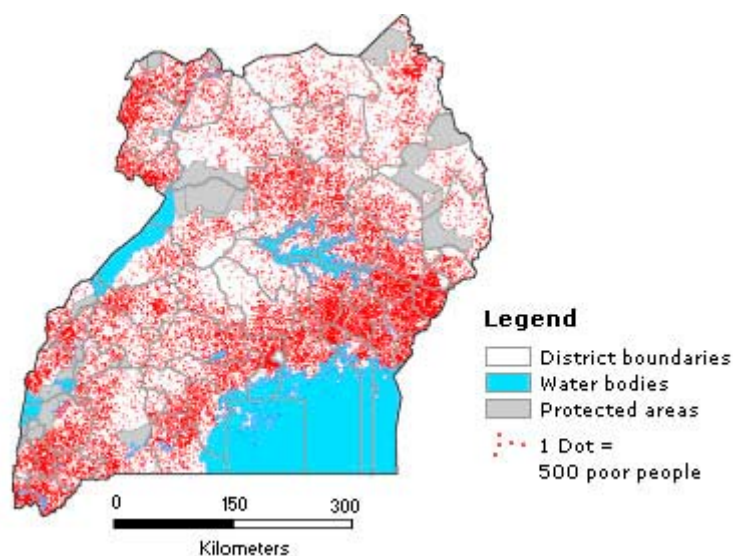 Legend
District boundaries
Water bodies
Protected areas
1 Dot =
500 poor people
0 150 300
Kilometers